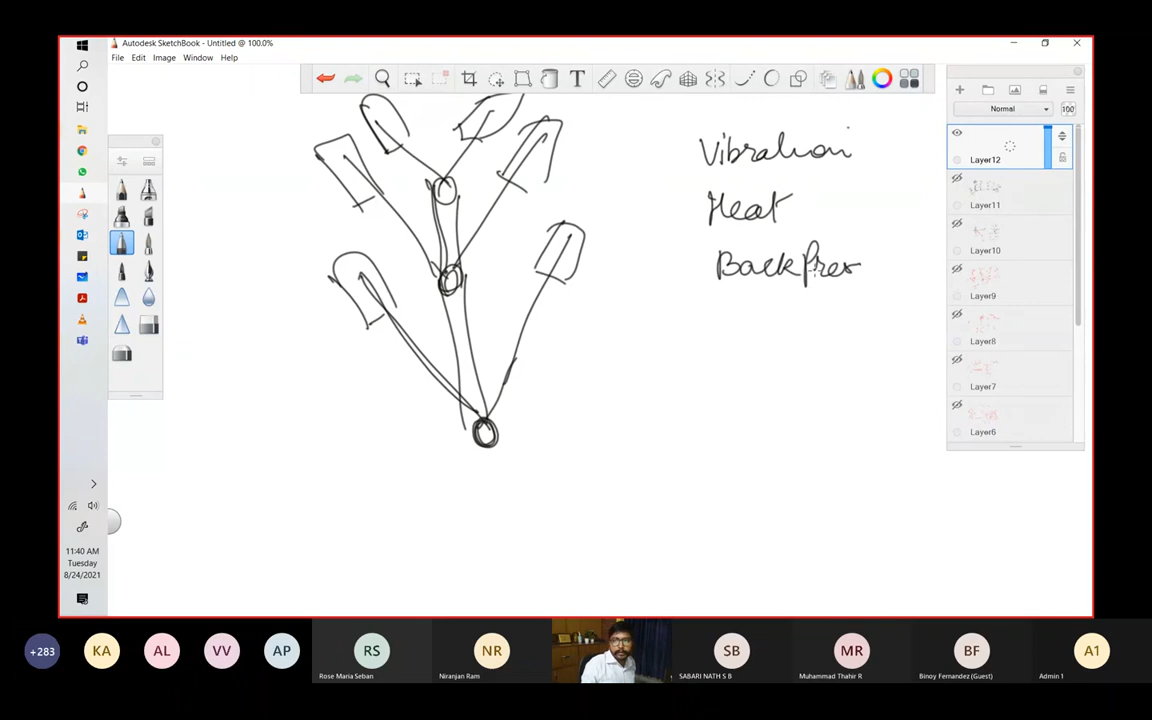 Autodesk SketchBook - Untitled @ 100.0%
File Edit Image Window Help
T
Normal 100
Vibration
Heat
Backpres
Layer12
Layer11
Layer10
Layer9
Layer8
Layer7
Layer6
11:40 AM
Tuesday
8/24/2021
+283 KA AL VV AP RS NR SB MR BF A1
Rose Maria Seban Niranjan Ram SABARI NATH S B Muhammad Thahir R Binoy Fernandez (Guest) Admin 1